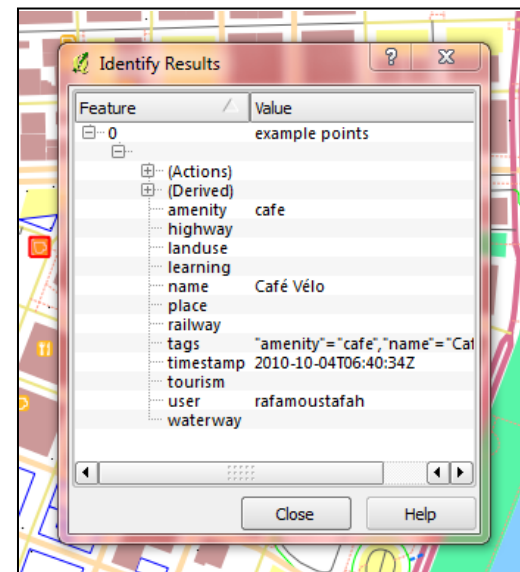 Identify Results
Feature Value
0 example points
(Actions)
(Derived)
amenity cafe
highway
landuse
learning
name Café Vélo
place
railway
tags "amenity"="cafe","name"="Caf
timestamp 2010-10-04T06:40:34Z
tourism
user rafamoustafah
waterway
Close Help